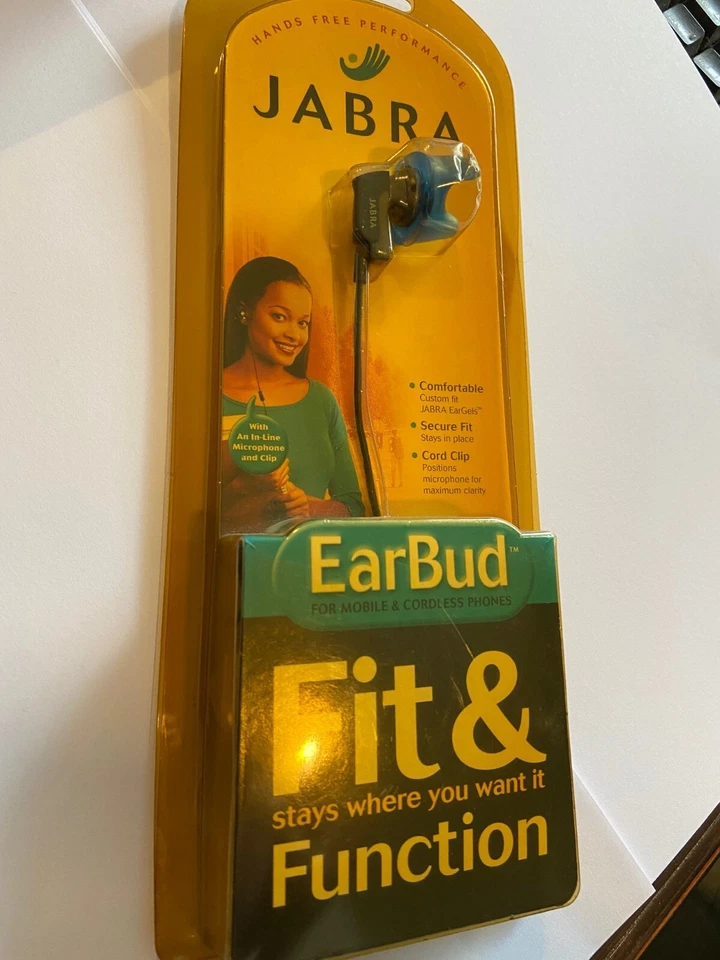 HANDS FREE PERFORMANCE
JABRA
JABRA
• Comfortable
Custom fit
JABRA EarGels™
• Secure Fit
Stays in place
• Cord Clip
Positions
microphone for
maximum clarity
With
An In-Line
Microphone
and Clip
EarBud™
FOR MOBILE & CORDLESS PHONES
Fit &
stays where you want it
Function